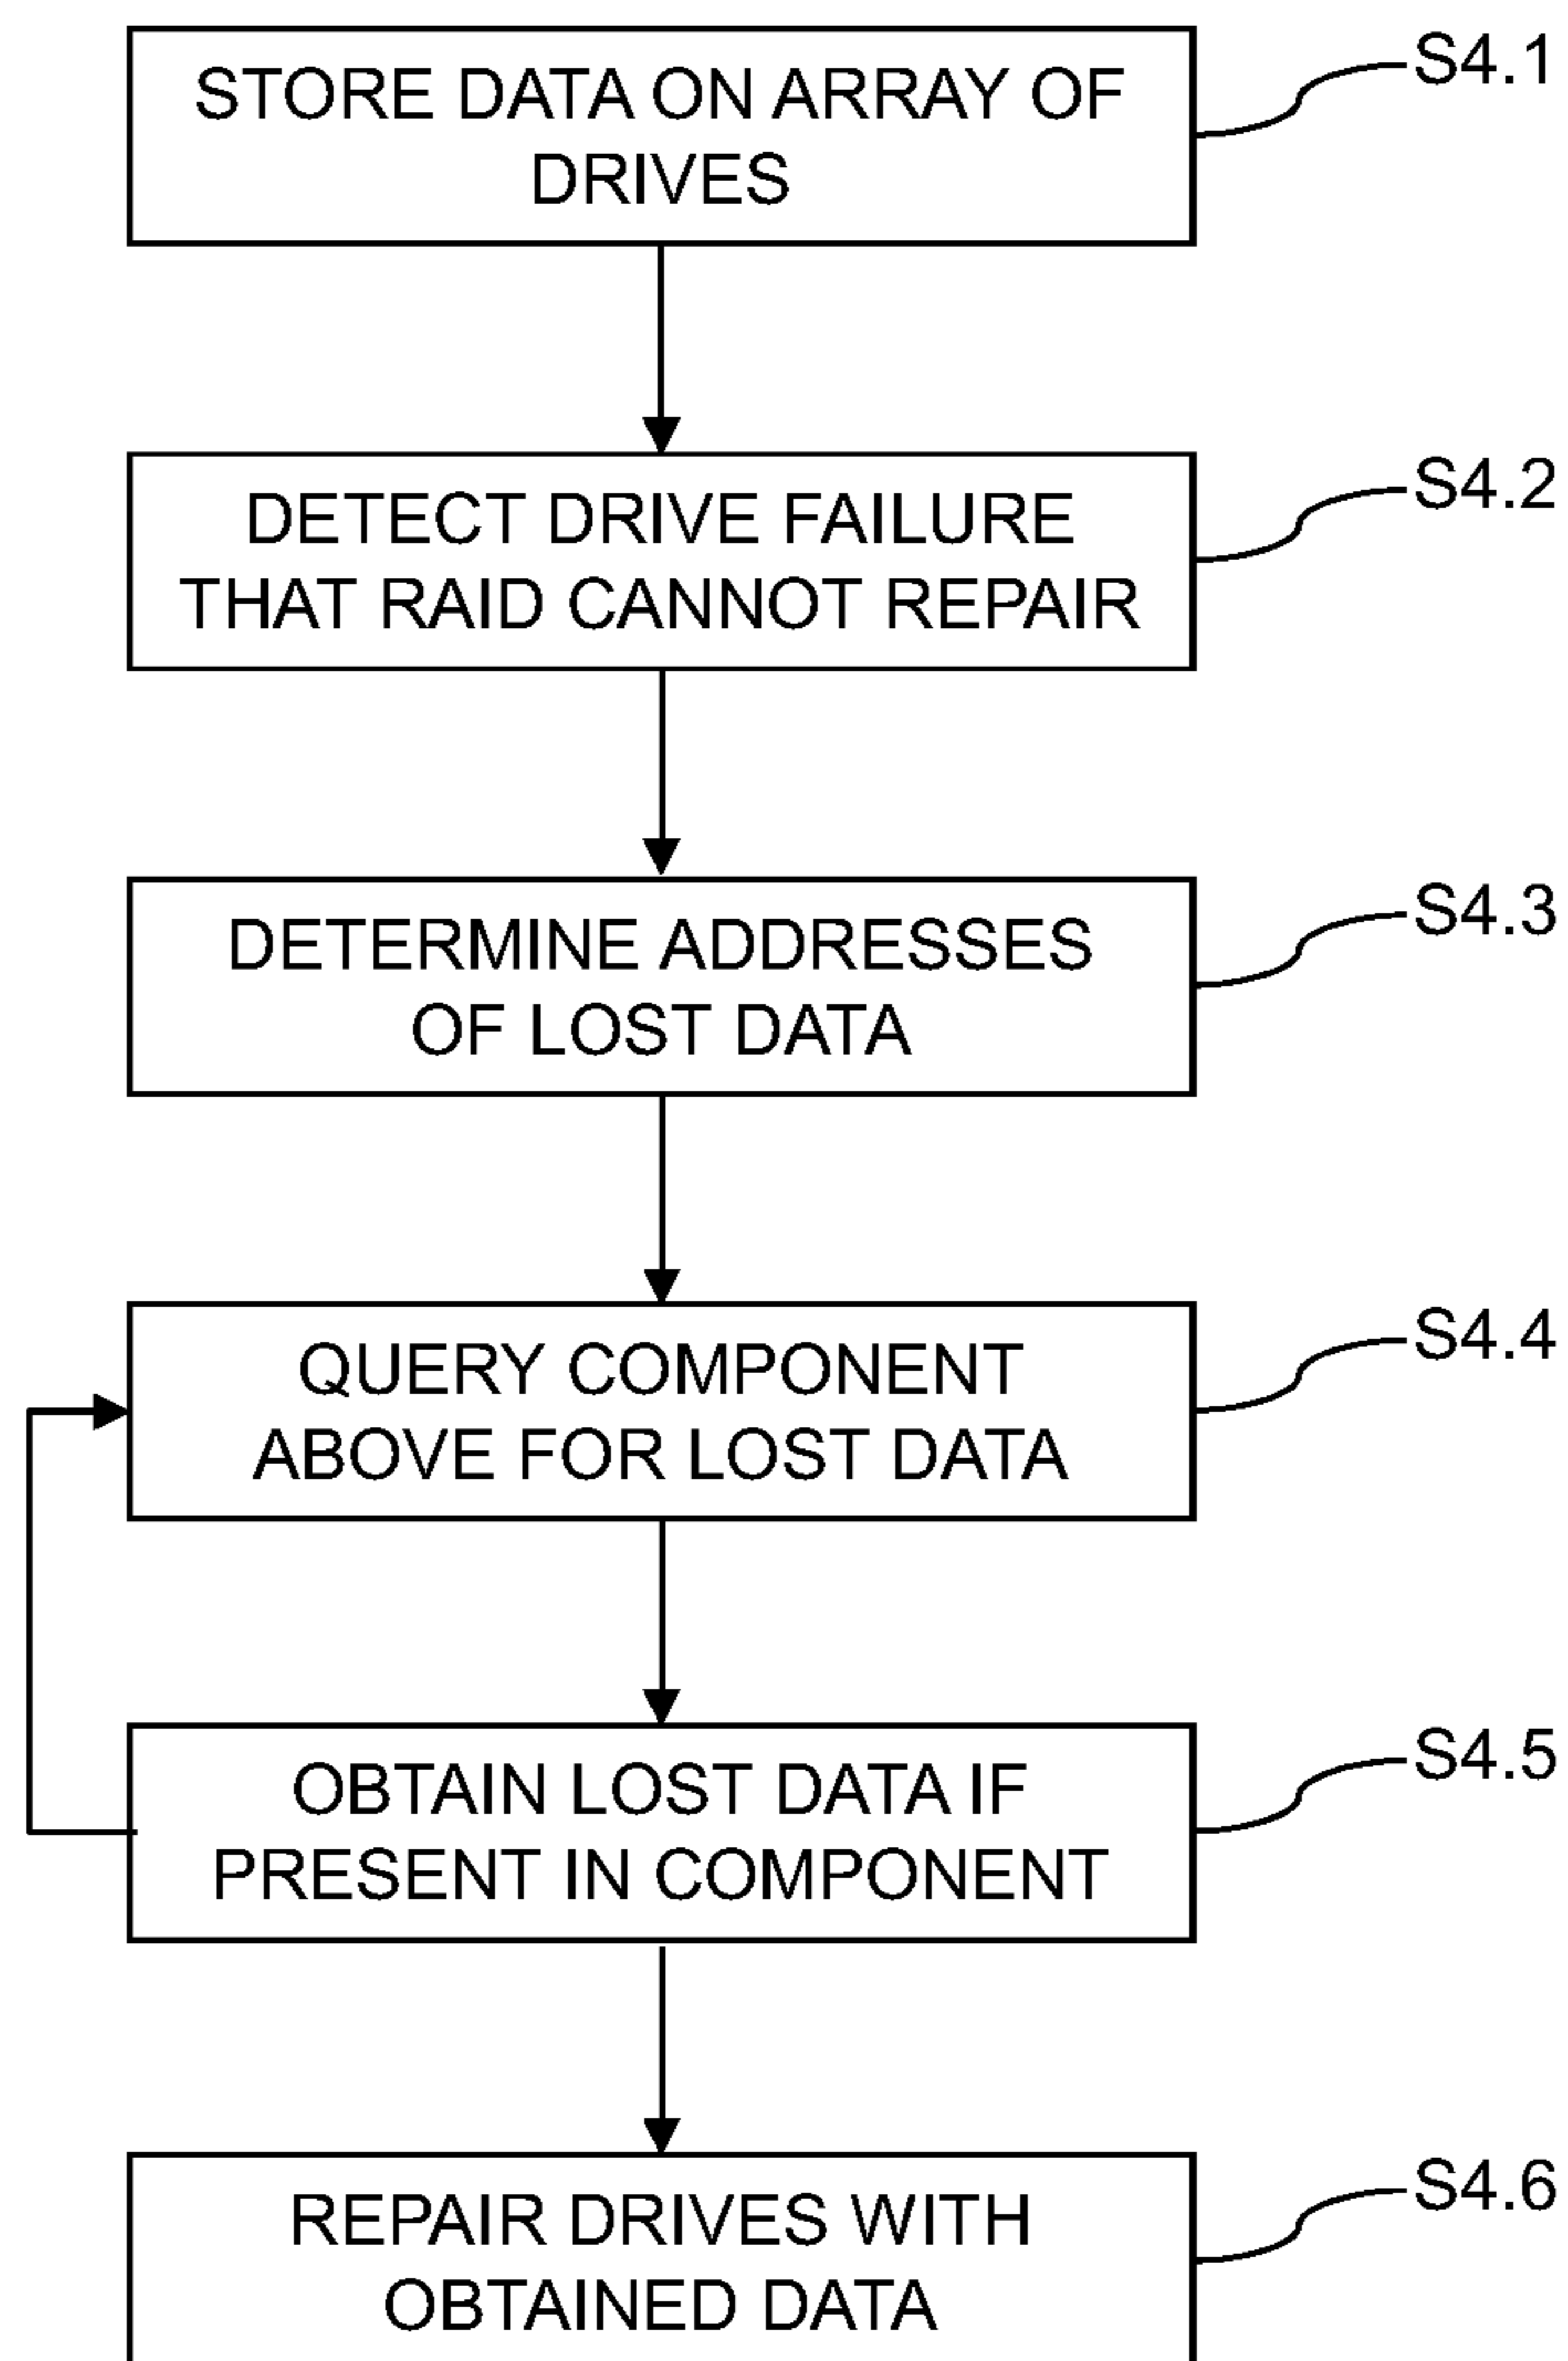 STORE DATA ON ARRAY OF
DRIVES
S4.1
DETECT DRIVE FAILURE
THAT RAID CANNOT REPAIR
S4.2
DETERMINE ADDRESSES
OF LOST DATA
S4.3
QUERY COMPONENT
ABOVE FOR LOST DATA
S4.4
OBTAIN LOST DATA IF
PRESENT IN COMPONENT
S4.5
REPAIR DRIVES WITH
OBTAINED DATA
S4.6